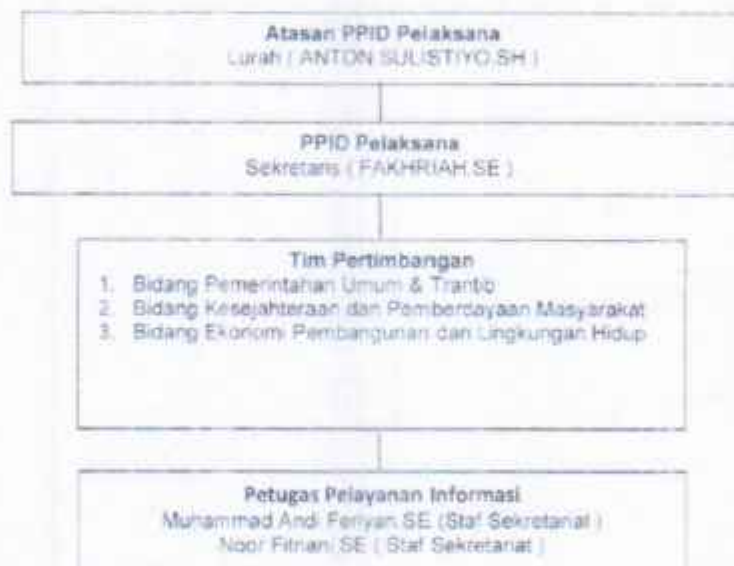 Atasan PPID Pelaksana
Lurah ( ANTON SULISTIYO.SH )
PPID Pelaksana
Sekretaris ( FAKHRIAH.SE )
Tim Pertimbangan
1. Bidang Pemerintahan Umum & Trantib
2. Bidang Kesejahteraan dan Pemberdayaan Masyarakat
3. Bidang Ekonomi Pembangunan dan Lingkungan Hidup
Petugas Pelayanan Informasi
Muhammad Andi Feriyan.SE (Staf Sekretariat )
Noor Fitriani.SE ( Staf Sekretariat )